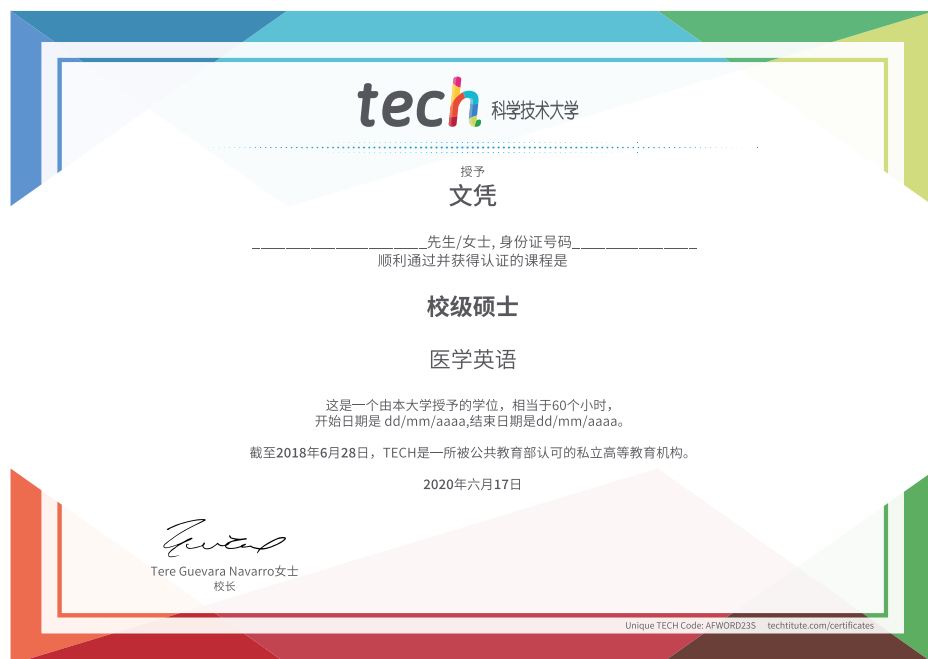 tech 科学技术大学
授予
文凭
_____________________先生/女士, 身份证号码_______________
顺利通过并获得认证的课程是
校级硕士
医学英语
这是一个由本大学授予的学位，相当于60个小时，
开始日期是 dd/mm/aaaa,结束日期是dd/mm/aaaa。
截至2018年6月28日，TECH是一所被公共教育部认可的私立高等教育机构。
2020年六月17日
Tere Guevara Navarro女士
校长
Unique TECH Code: AFWORD23S techtitute.com/certificates